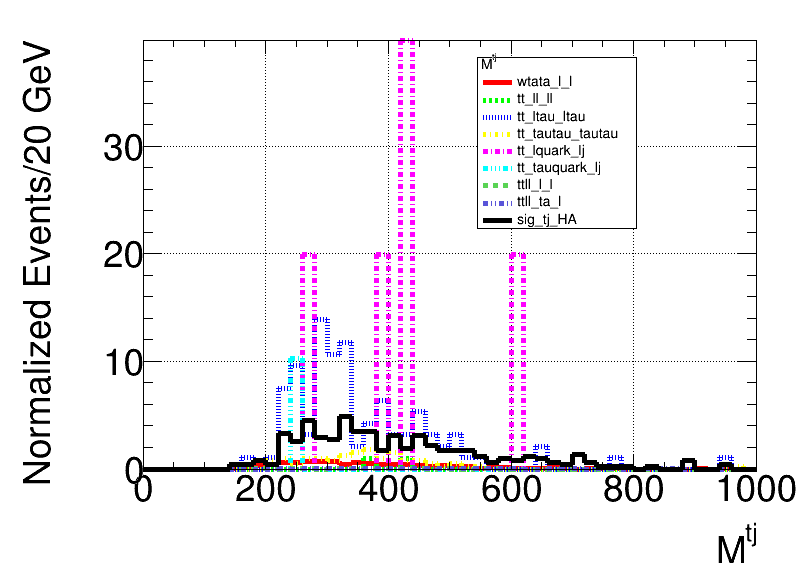 Normalized Events/20 GeV
30
20
10
0
M^tj
wtata_l_l
tt_ll_ll
tt_ltau_ltau
tt_tautau_tautau
tt_lquark_lj
tt_tauquark_lj
ttll_l_l
ttll_ta_l
sig_tj_HA
0 200 400 600 800 1000
M^tj